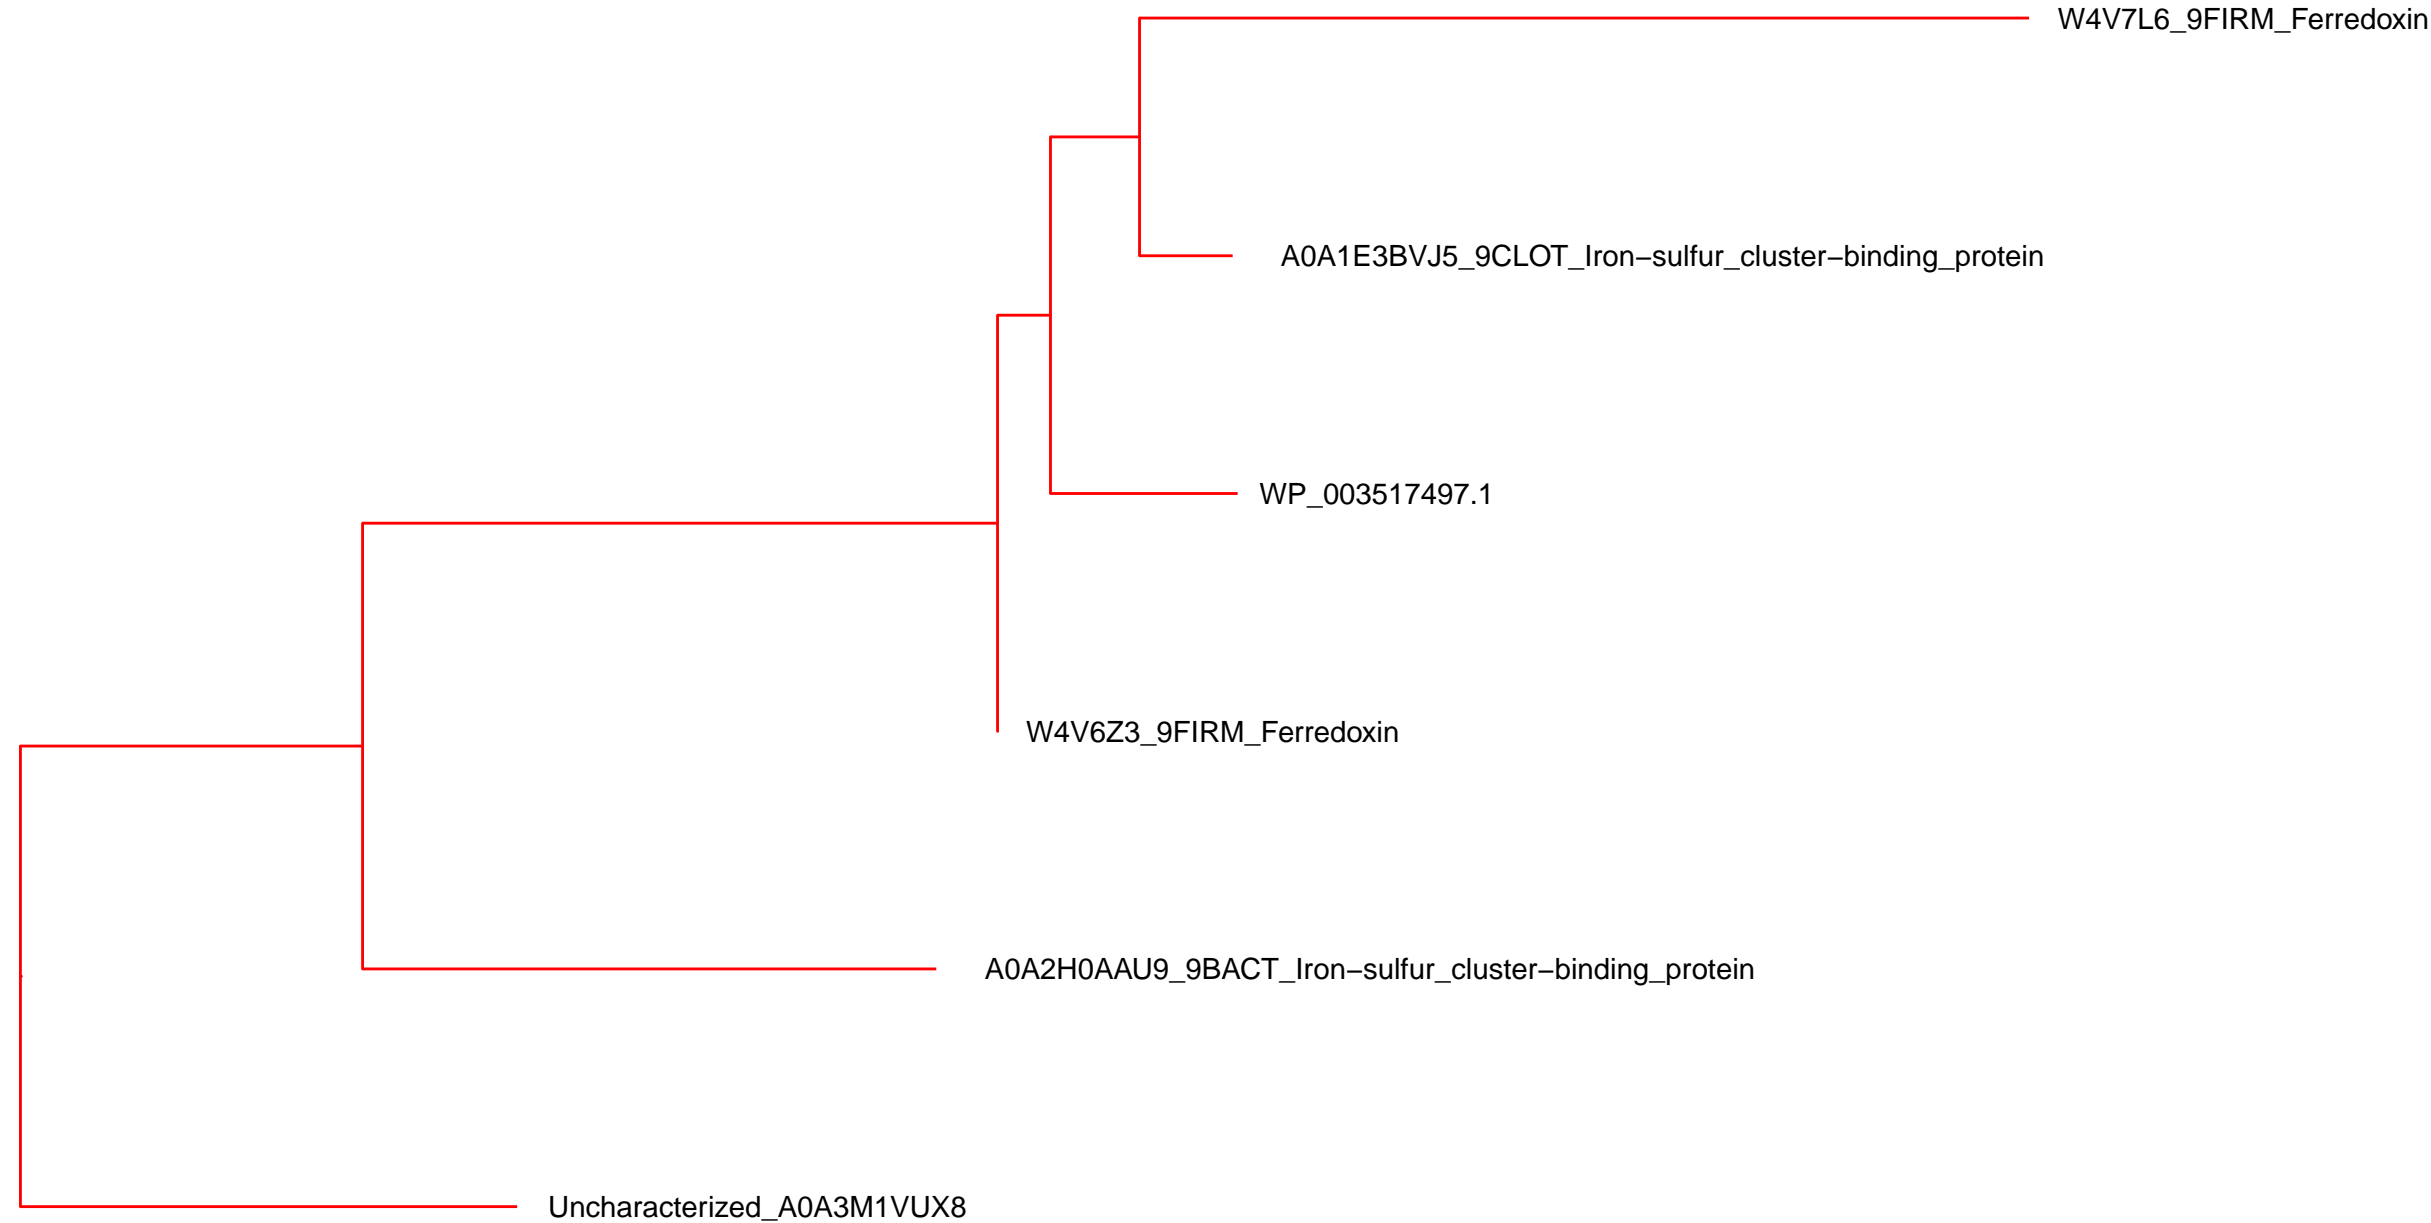 W4V7L6_9FIRM_Ferredoxin
A0A1E3BVJ5_9CLOT_Iron−sulfur_cluster−binding_protein
WP_003517497.1
W4V6Z3_9FIRM_Ferredoxin
A0A2H0AAU9_9BACT_Iron−sulfur_cluster−binding_protein
Uncharacterized_A0A3M1VUX8